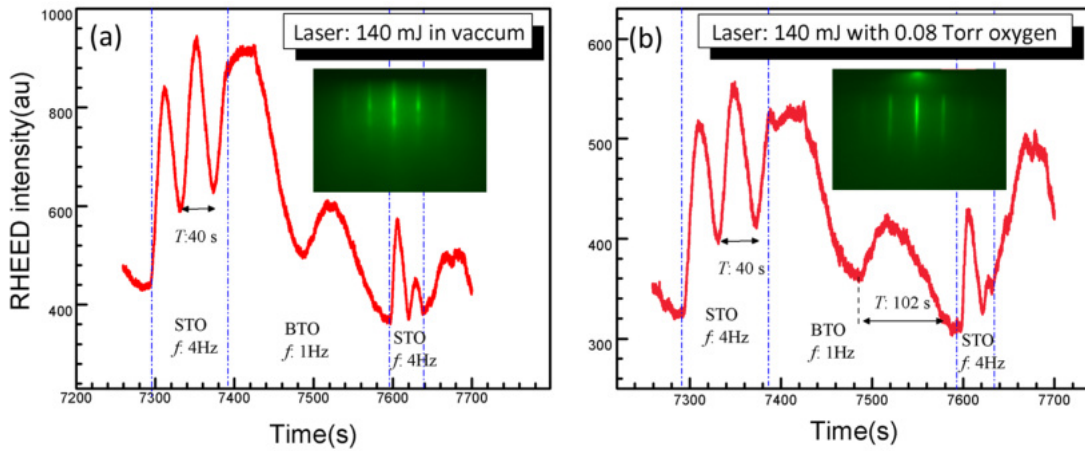 (a)
Laser: 140 mJ in vaccum
RHEED intensity(au)
1000
800
600
400
T:40 s
STO
f: 4Hz
BTO
f: 1Hz
STO
f: 4Hz
7200 7300 7400 7500 7600 7700
Time(s)
(b)
Laser: 140 mJ with 0.08 Torr oxygen
600
500
400
300
T: 40 s
T: 102 s
STO
f: 4Hz
BTO
f: 1Hz
STO
f: 4Hz
7300 7400 7500 7600 7700
Time(s)